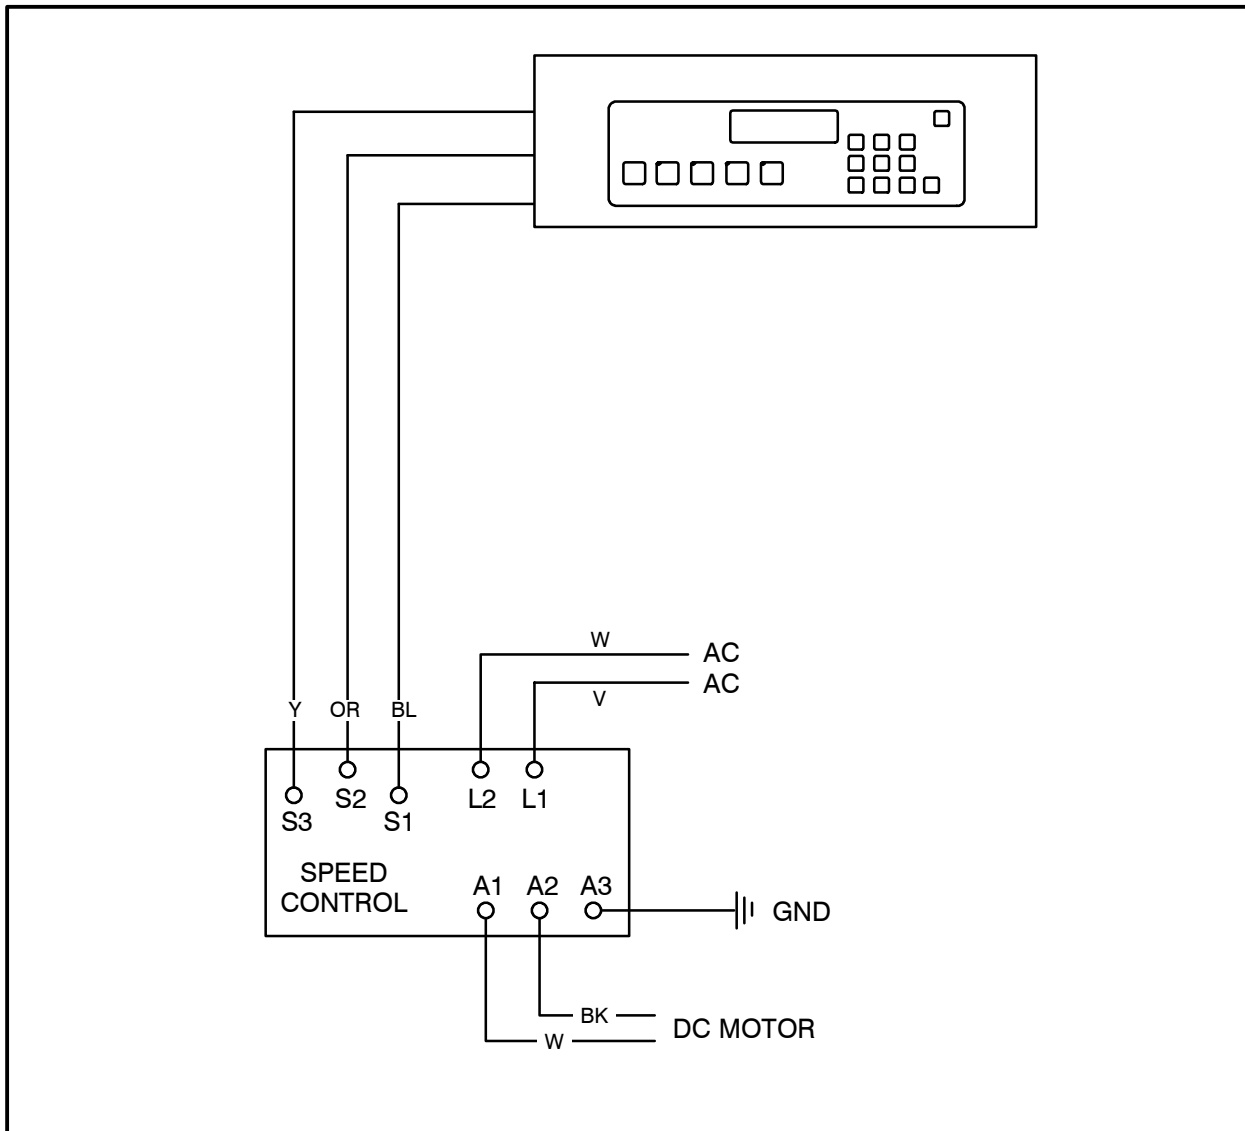 W
AC
AC
V
Y OR BL
S3 S2 S1 L2 L1
SPEED
CONTROL
A1 A2 A3
GND
BK
DC MOTOR
W